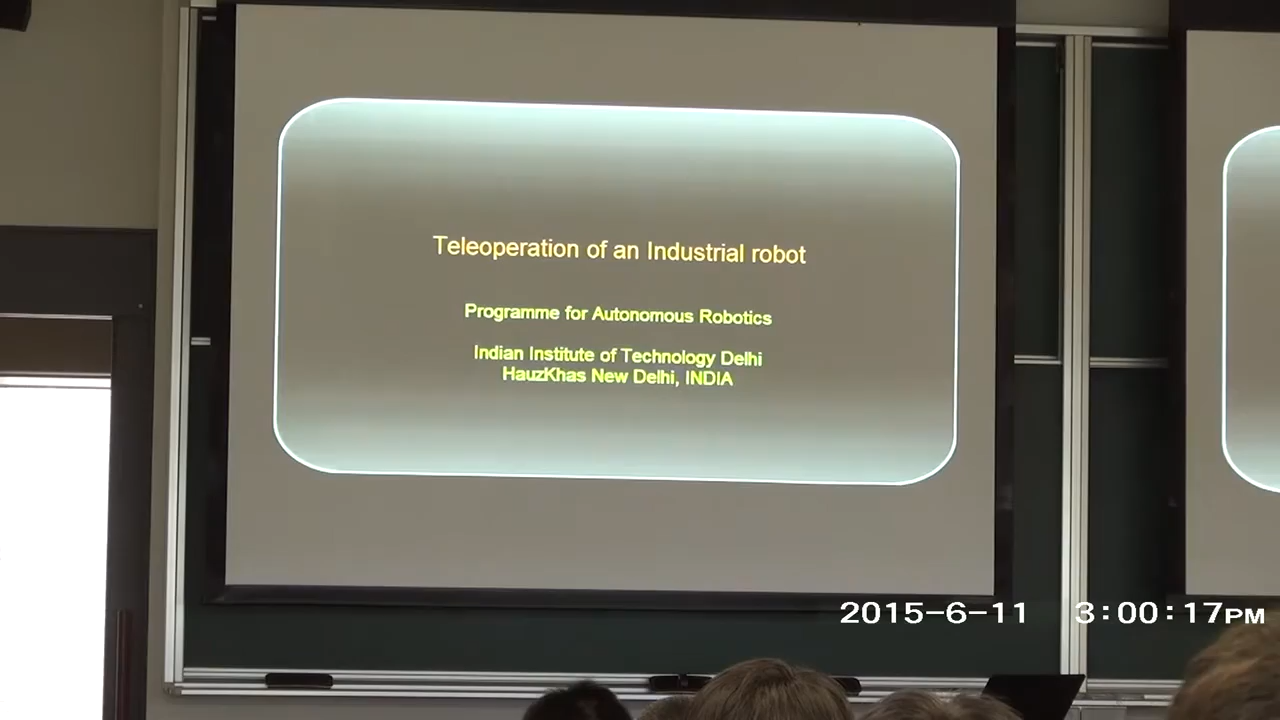 Teleoperation of an Industrial robot
Programme for Autonomous Robotics
Indian Institute of Technology Delhi
HauzKhas New Delhi, INDIA
2015-6-11 3:00:17PM